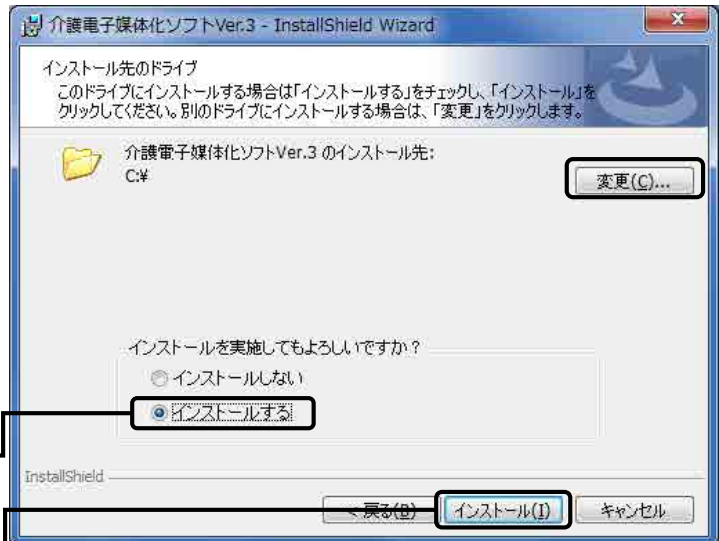 介護電子媒体化ソフトVer.3 - InstallShield Wizard
インストール先のドライブ
このドライブにインストールする場合は「インストールする」をチェックし、「インストール」を
クリックしてください。別のドライブにインストールする場合は、「変更」をクリックします。
介護電子媒体化ソフトVer.3 のインストール先:
C:¥
変更(C)...
インストールを実施してもよろしいですか?
インストールしない
インストールする
InstallShield
< 戻る(B)
インストール(I)
キャンセル